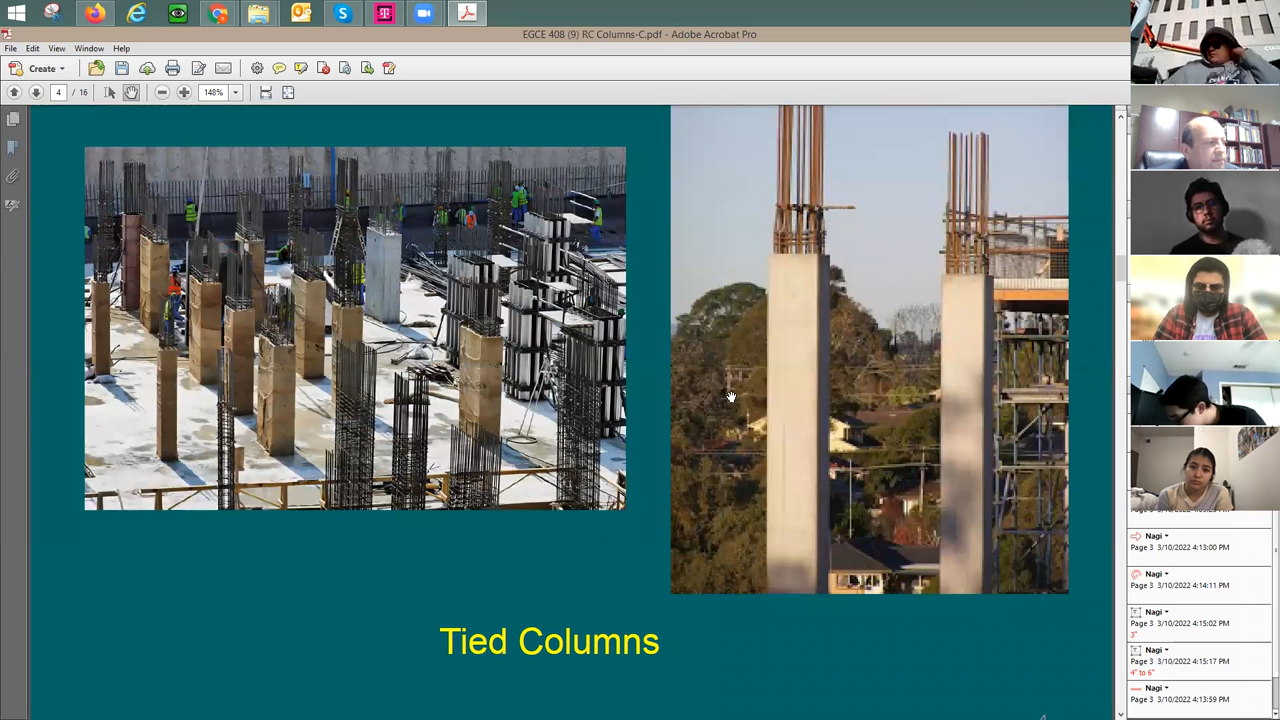 EGCE 408 (9) RC Columns-C.pdf - Adobe Acrobat Pro
File Edit View Window Help
Create
4 / 16 148%
Tied Columns
Nagi
Page 3 3/10/2022 4:13:00 PM
Nagi
Page 3 3/10/2022 4:14:11 PM
Nagi
Page 3 3/10/2022 4:15:02 PM
3"
Nagi
Page 3 3/10/2022 4:15:17 PM
4" to 6"
Nagi
Page 3 3/10/2022 4:13:59 PM